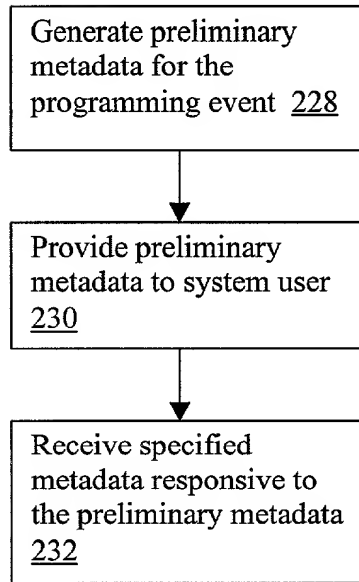 Generate preliminary
metadata for the
programming event 228
Provide preliminary
metadata to system user
230
Receive specified
metadata responsive to
the preliminary metadata
232